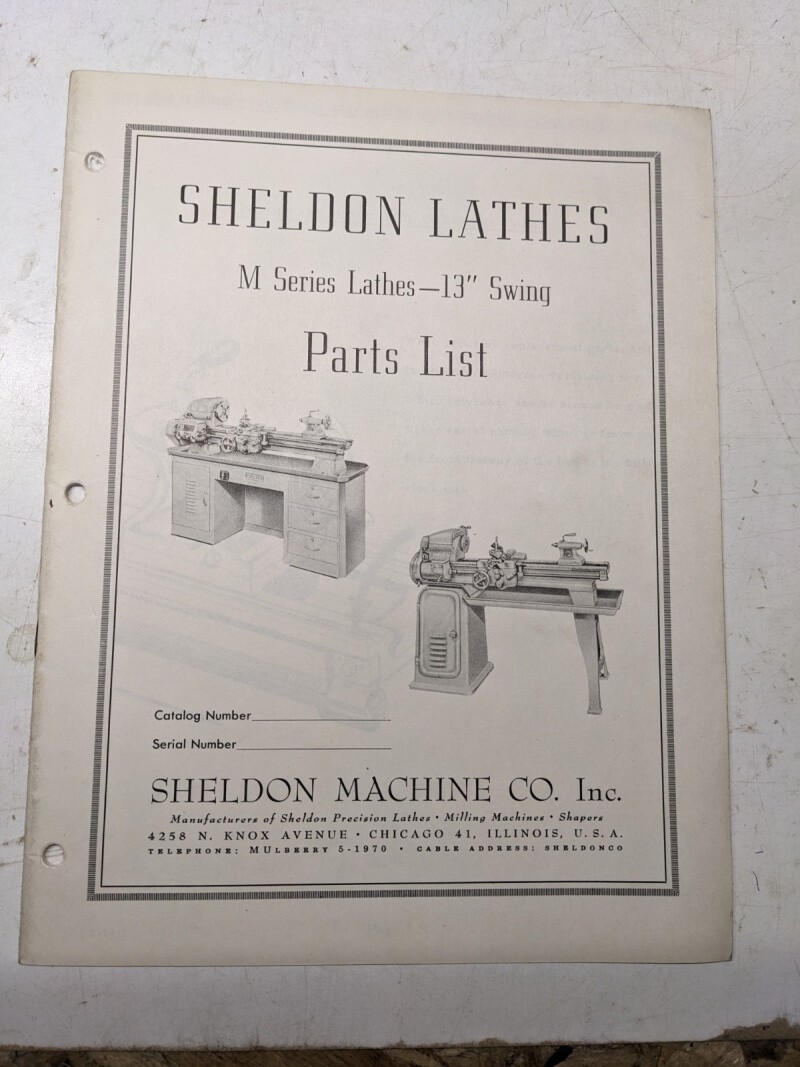 SHELDON LATHES
M Series Lathes—13" Swing
Parts List
Catalog Number
Serial Number
SHELDON MACHINE CO. Inc.
Manufacturers of Sheldon Precision Lathes • Milling Machines • Shapers
4258 N. KNOX AVENUE • CHICAGO 41, ILLINOIS, U. S. A.
TELEPHONE: MULBERRY 5-1970 • CABLE ADDRESS: SHELDONCO